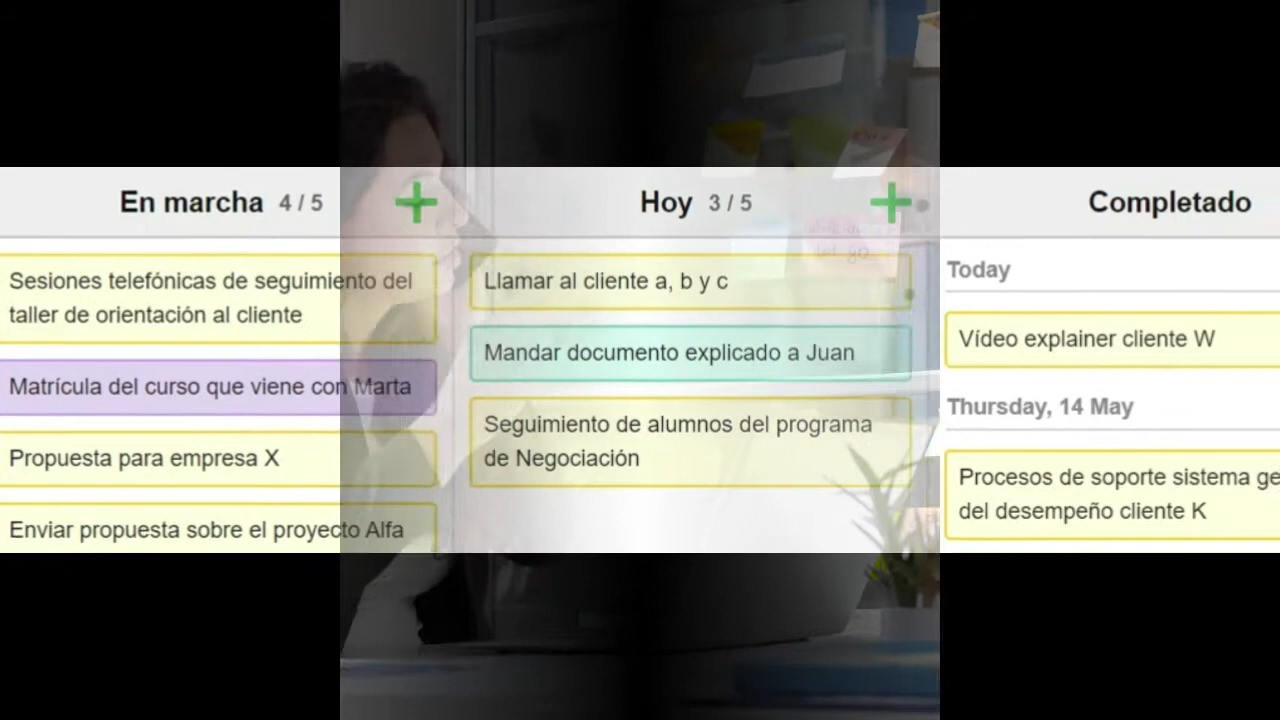 En marcha 4 / 5
Sesiones telefónicas de seguimiento del
taller de orientación al cliente
Matrícula del curso que viene con Marta
Propuesta para empresa X
Enviar propuesta sobre el proyecto Alfa
Hoy 3 / 5
Llamar al cliente a, b y c
Mandar documento explicado a Juan
Seguimiento de alumnos del programa
de Negociación
Completado
Today
Vídeo explainer cliente W
Thursday, 14 May
Procesos de soporte sistema ge
del desempeño cliente K